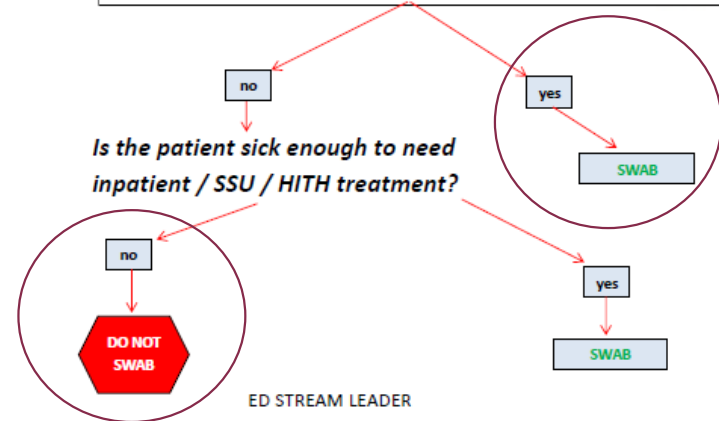 no
yes
SWAB
Is the patient sick enough to need
inpatient / SSU / HITH treatment?
no
yes
DO NOT
SWAB
SWAB
ED STREAM LEADER